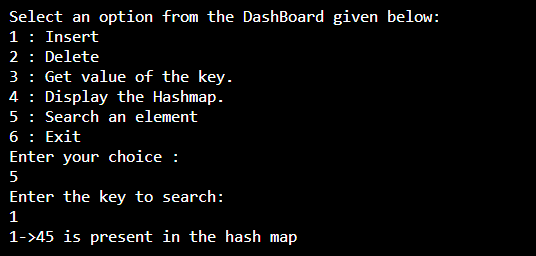 Select an option from the DashBoard given below:
1 : Insert
2 : Delete
3 : Get value of the key.
4 : Display the Hashmap.
5 : Search an element
6 : Exit
Enter your choice :
5
Enter the key to search:
1
1->45 is present in the hash map